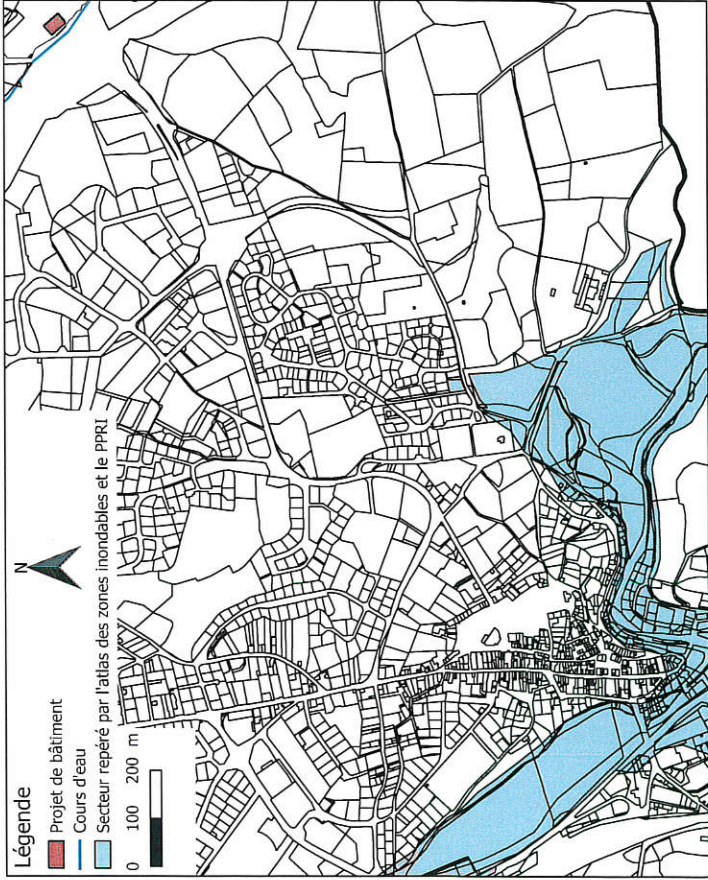 Légende
Projet de bâtiment
Cours d'eau
Secteur repéré par l'atlas des zones inondables et le PPRI
0 100 200 m
N